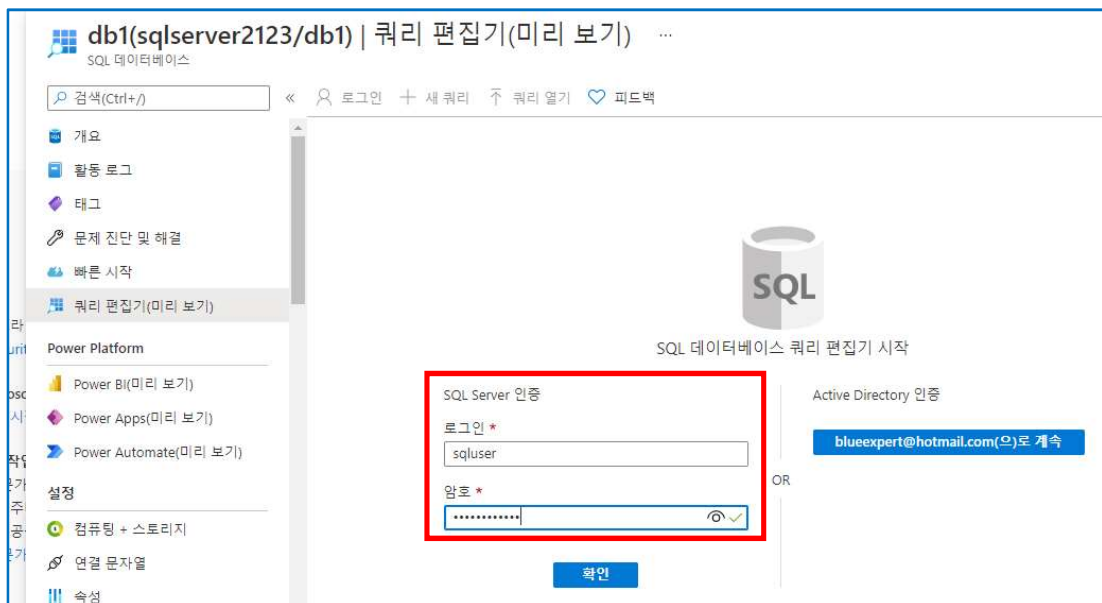 db1(sqlserver2123/db1) | 쿼리 편집기(미리 보기) ...
SQL 데이터베이스
검색(Ctrl+/)
« 로그인 새 쿼리 쿼리 열기 피드백
개요
활동 로그
태그
문제 진단 및 해결
빠른 시작
쿼리 편집기(미리 보기)
Power Platform
Power BI(미리 보기)
Power Apps(미리 보기)
Power Automate(미리 보기)
설정
컴퓨팅 + 스토리지
연결 문자열
속성
SQL
SQL 데이터베이스 쿼리 편집기 시작
SQL Server 인증
로그인 *
sqluser
암호 *
••••••••••••
확인
OR
Active Directory 인증
blueexpert@hotmail.com(으)로 계속